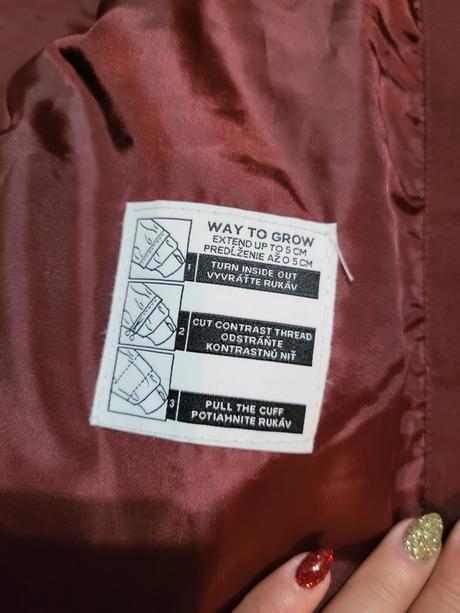 WAY TO GROW
EXTEND UP TO 5 CM
PREDĹŽENIE AŽ O 5 CM
1
TURN INSIDE OUT
VYVRÁŤTE RUKÁV
2
CUT CONTRAST THREAD
ODSTRÁŇTE
KONTRASTNÚ NIŤ
3
PULL THE CUFF
POTIAHNITE RUKÁV